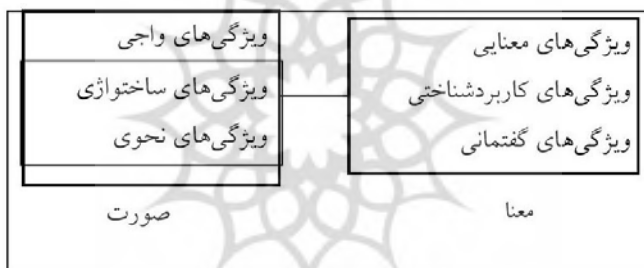 ویژگی‌های معنایی
ویژگی‌های کاربردشناختی
ویژگی‌های گفتمانی
معنا
ویژگی‌های واجی
ویژگی‌های ساختواژی
ویژگی‌های نحوی
صورت